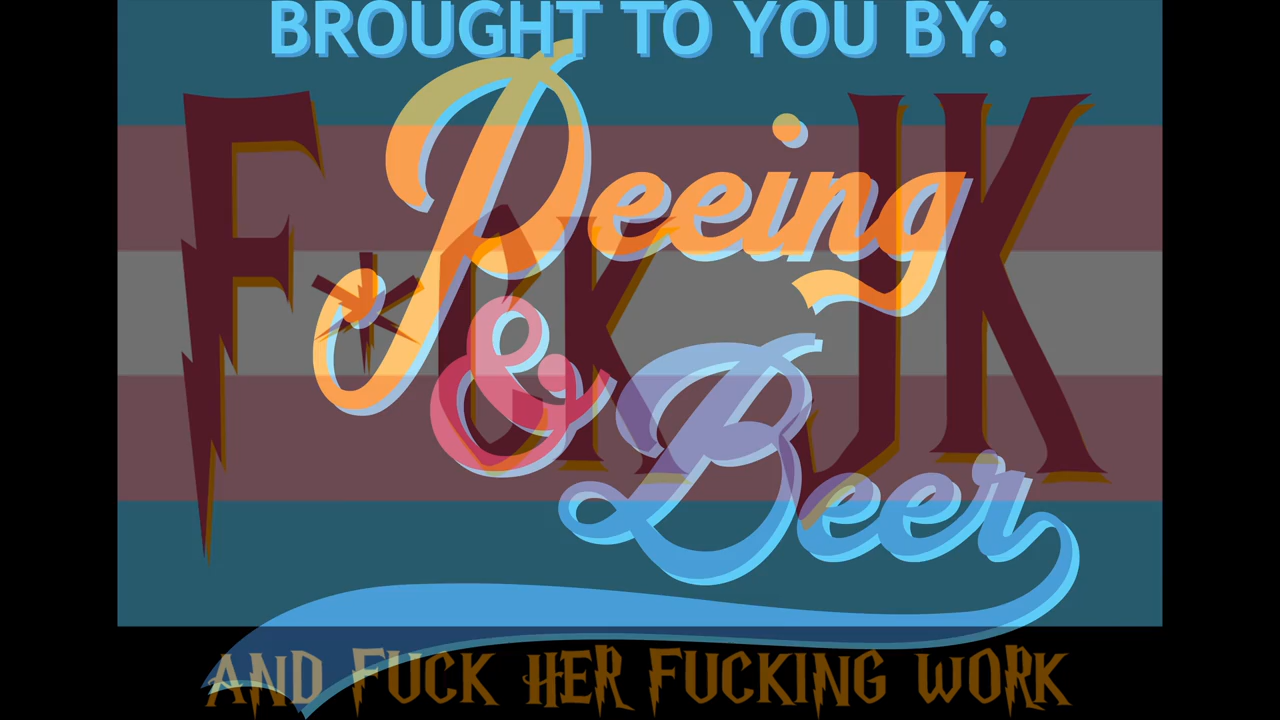 BROUGHT TO YOU BY:
Peeing
&
Beer
F*CK JK
AND FUCK HER FUCKING WORK